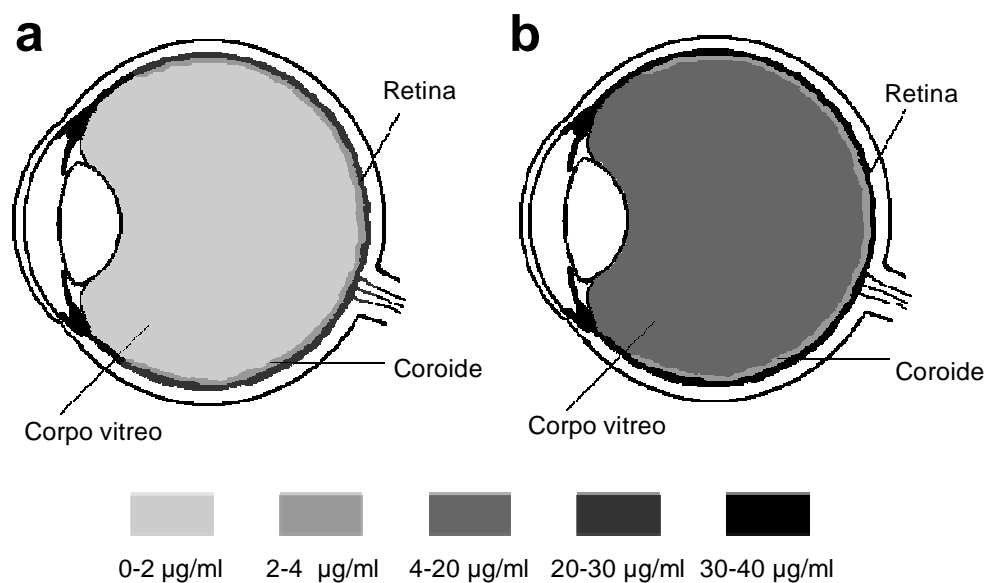 a
b
Retina
Retina
Coroide
Coroide
Corpo vitreo
Corpo vitreo
0-2 µg/ml
2-4 µg/ml
4-20 µg/ml
20-30 µg/ml
30-40 µg/ml